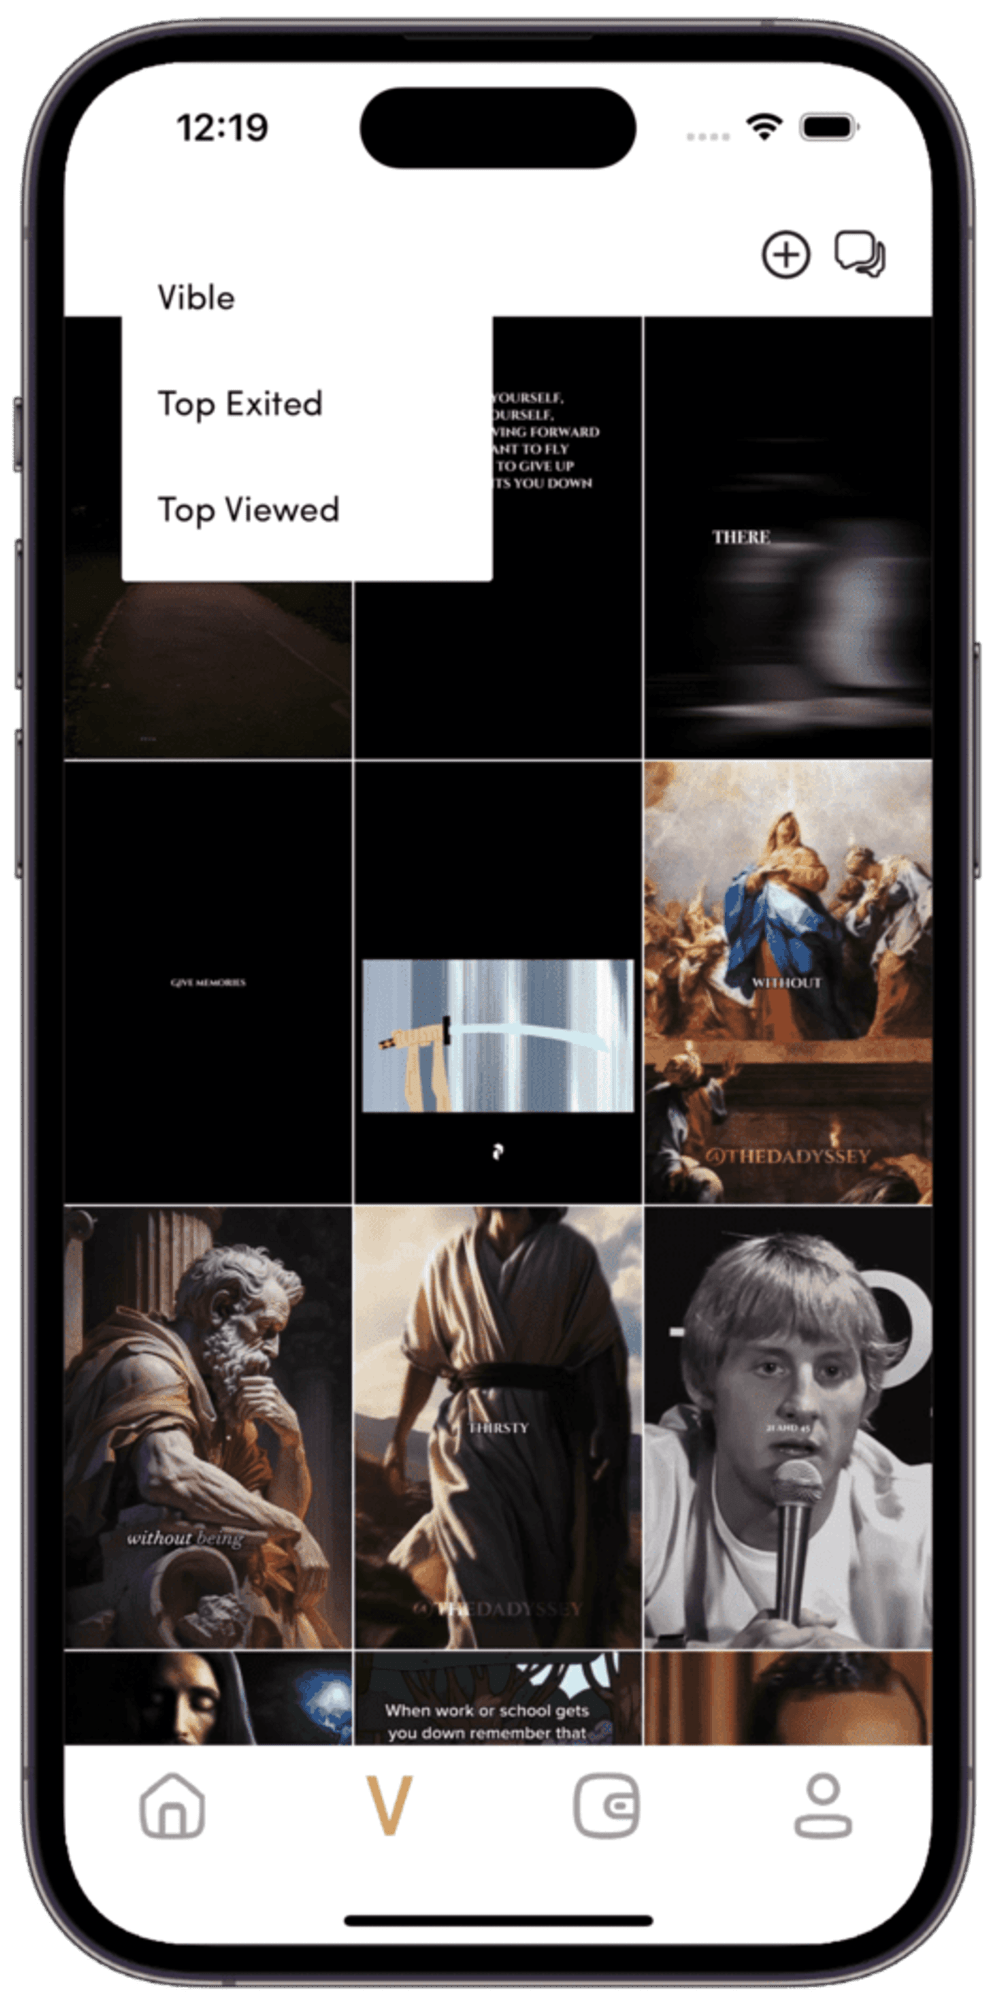 12:19
Vible
Top Exited
Top Viewed
YOURSELF,
OURSELF,
VING FORWARD
ANT TO FLY
TO GIVE UP
TS YOU DOWN
THERE
GIVE MEMORIES
WITHOUT
@THEDADYSSEY
without being
THIRSTY
@THEDADYSSEY
21 AND 45
When work or school gets
you down remember that
V